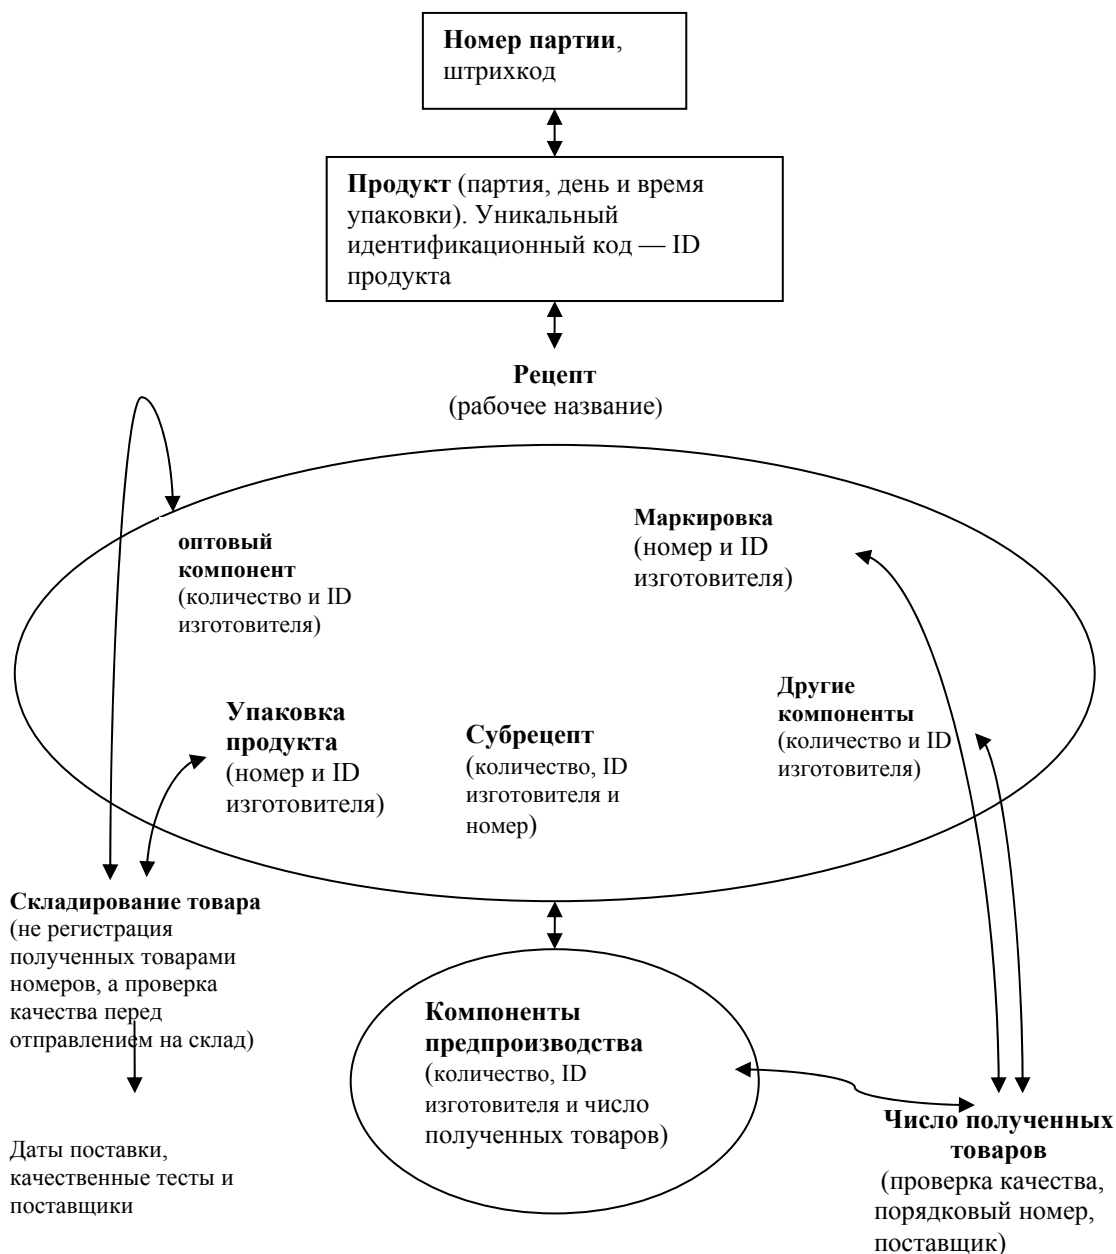 Номер партии,
штрихкод
Продукт (партия, день и время
упаковки). Уникальный
идентификационный код — ID
продукта
Рецепт
(рабочее название)
оптовый
компонент
(количество и ID
изготовителя)
Маркировка
(номер и ID
изготовителя)
Упаковка
продукта
(номер и ID
изготовителя)
Субрецепт
(количество, ID
изготовителя и
номер)
Другие
компоненты
(количество и ID
изготовителя)
Складирование товара
(не регистрация
полученных товарами
номеров, а проверка
качества перед
отправлением на склад)
Даты поставки,
качественные тесты и
поставщики
Компоненты
предпроизводства
(количество, ID
изготовителя и число
полученных товаров)
Число полученных
товаров
(проверка качества,
порядковый номер,
поставщик)